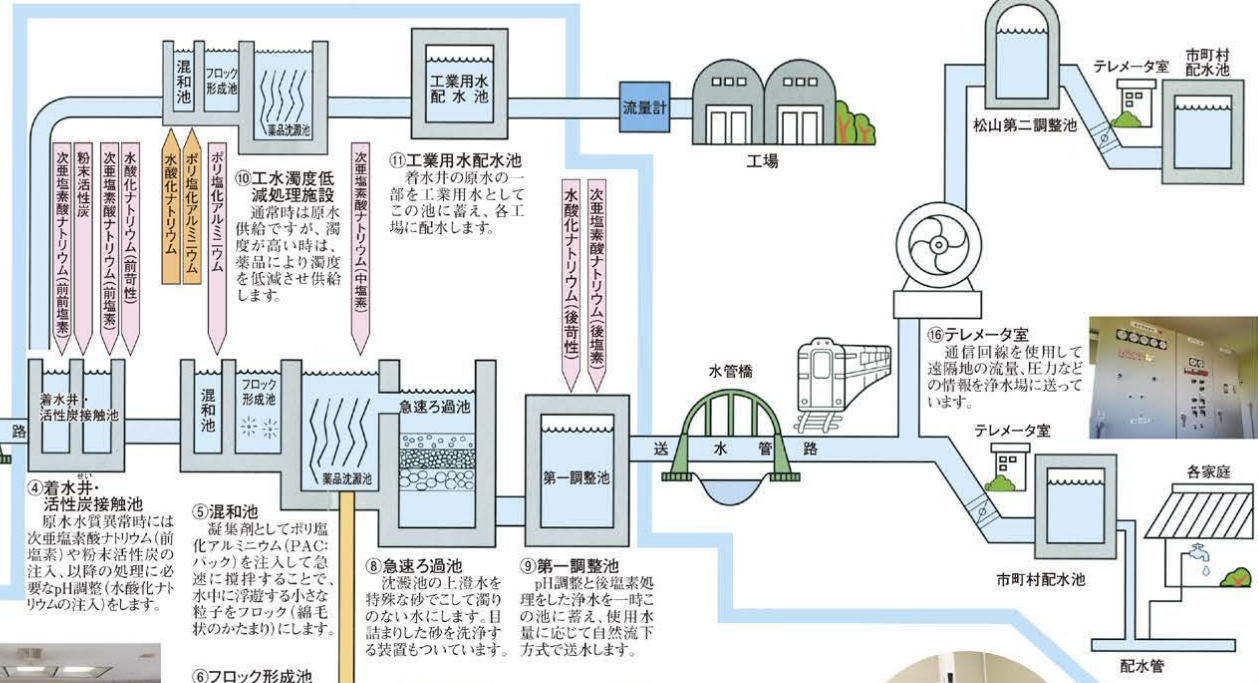 混和池
フロック
形成池
薬品沈澱池
工業用水
配水池
流量計
工場
松山第二調整池
テレメータ室
市町村
配水池
次亜塩素酸ナトリウム(前前塩素)
粉末活性炭
次亜塩素酸ナトリウム(前塩素)
水酸化ナトリウム(前苛性)
水酸化ナトリウム
ポリ塩化アルミニウム
ポリ塩化アルミニウム
⑩工水濁度低
減処理施設
通常時は原水
供給ですが、濁
度が高い時は、
薬品により濁度
を低減させ供給
します。
次亜塩素酸ナトリウム(中塩素)
⑪工業用水配水池
着水井の原水の一
部を工業用水として
この池に蓄え、各工
場に配水します。
水酸化ナトリウム(後苛性)
次亜塩素酸ナトリウム(後塩素)
⑯テレメータ室
通信回線を使用して
遠隔地の流量、圧力など
の情報を浄水場に送って
います。
路
着水井・
活性炭接触池
混和池
フロック
形成池
薬品沈澱池
急速ろ過池
第一調整池
水管橋
送水管路
テレメータ室
市町村配水池
各家庭
配水管
せい
④着水井・
活性炭接触池
原水水質異常時には
次亜塩素酸ナトリウム(前
塩素)や粉末活性炭の
注入、以降の処理に必
要なpH調整(水酸化ナト
リウムの注入)をします。
⑤混和池
凝集剤としてポリ塩
化アルミニウム(PAC:
パック)を注入して急
速に撹拌することで、
水中に浮遊する小さな
粒子をフロック(綿毛
状のかたまり)にします。
⑥フロック形成池
⑧急速ろ過池
沈澱池の上澄水を
特殊な砂でこして濁り
のない水にします。目
詰まりした砂を洗浄す
る装置もついています。
⑨第一調整池
pH調整と後塩素処
理をした浄水を一時こ
の池に蓄え、使用水
量に応じて自然流下
方式で送水します。